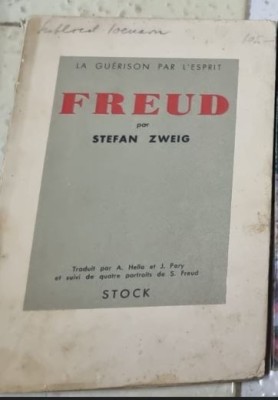 LA GUÉRISON PAR L'ESPRIT
FREUD
par
STEFAN ZWEIG
Traduit par A. Hella et J. Pary
et suivi de quatre portraits de S. Freud
STOCK